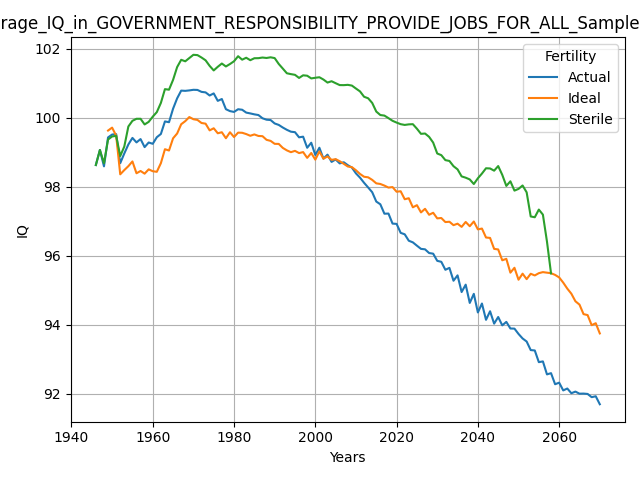 rage_IQ_in_GOVERNMENT_RESPONSIBILITY_PROVIDE_JOBS_FOR_ALL_Sample
102
100
98
96
94
92
IQ
1940 1960 1980 2000 2020 2040 2060
Years
Fertility
Actual
Ideal
Sterile